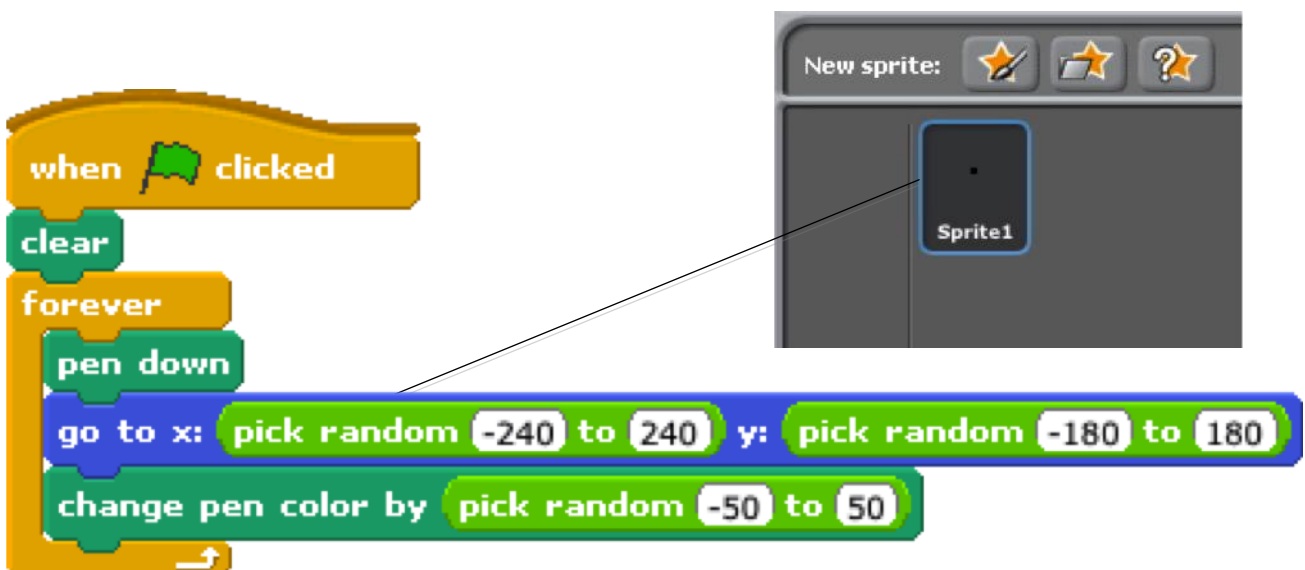 New sprite:
Sprite1
when clicked
clear
forever
pen down
go to x: pick random -240 to 240 y: pick random -180 to 180
change pen color by pick random -50 to 50